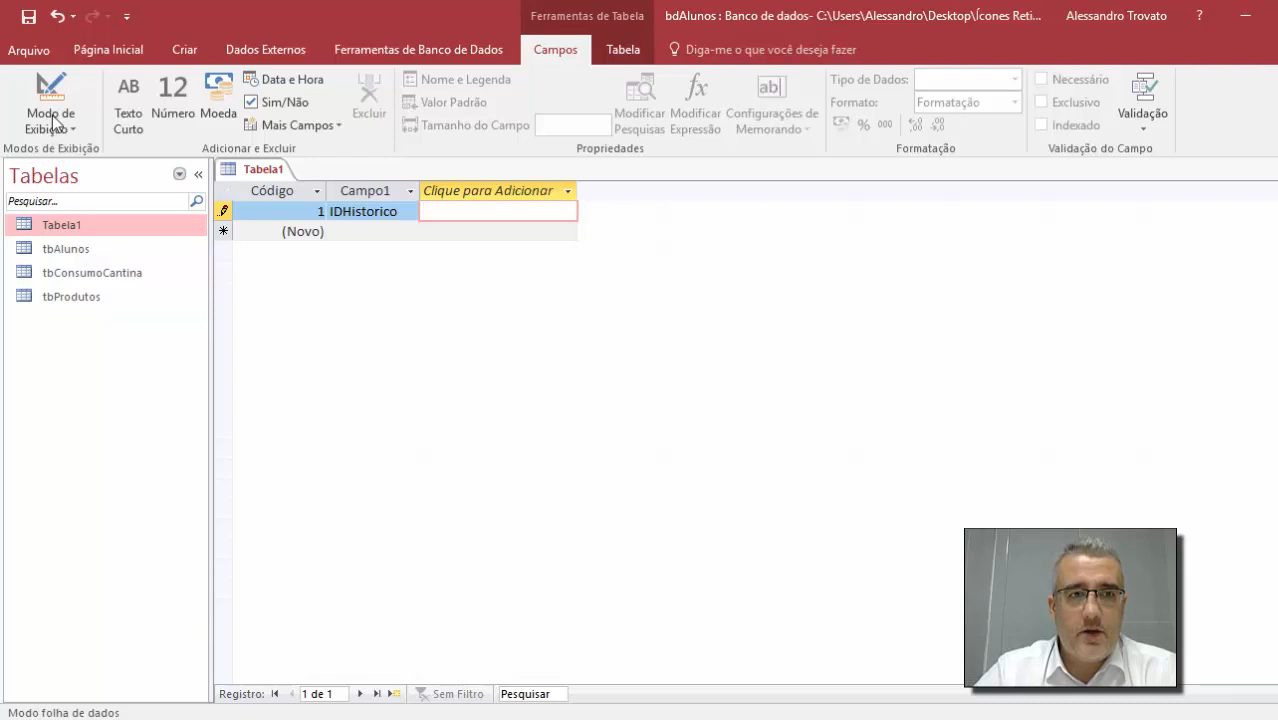 Ferramentas de Tabela
bdAlunos : Banco de dados- C:\Users\Alessandro\Desktop\Ícones Reti...
Alessandro Trovato
?
Arquivo
Página Inicial
Criar
Dados Externos
Ferramentas de Banco de Dados
Campos
Tabela
Diga-me o que você deseja fazer
Modo de
Exibição
Modos de Exibição
AB
Texto
Curto
12
Número
Moeda
Data e Hora
Sim/Não
Mais Campos
Excluir
Adicionar e Excluir
Nome e Legenda
Valor Padrão
Tamanho do Campo
Modificar
Pesquisas
fx
Modificar
Expressão
ab
Configurações de
Memorando
Propriedades
Tipo de Dados:
Formato:
Formatação
% 000
Formatação
Necessário
Exclusivo
Indexado
Validação
Validação do Campo
Tabelas
«
Pesquisar...
Tabela1
tbAlunos
tbConsumoCantina
tbProdutos
Tabela1
Código Campo1 Clique para Adicionar
1 IDHistorico
(Novo)
Registro: 1 de 1 Sem Filtro Pesquisar
Modo folha de dados